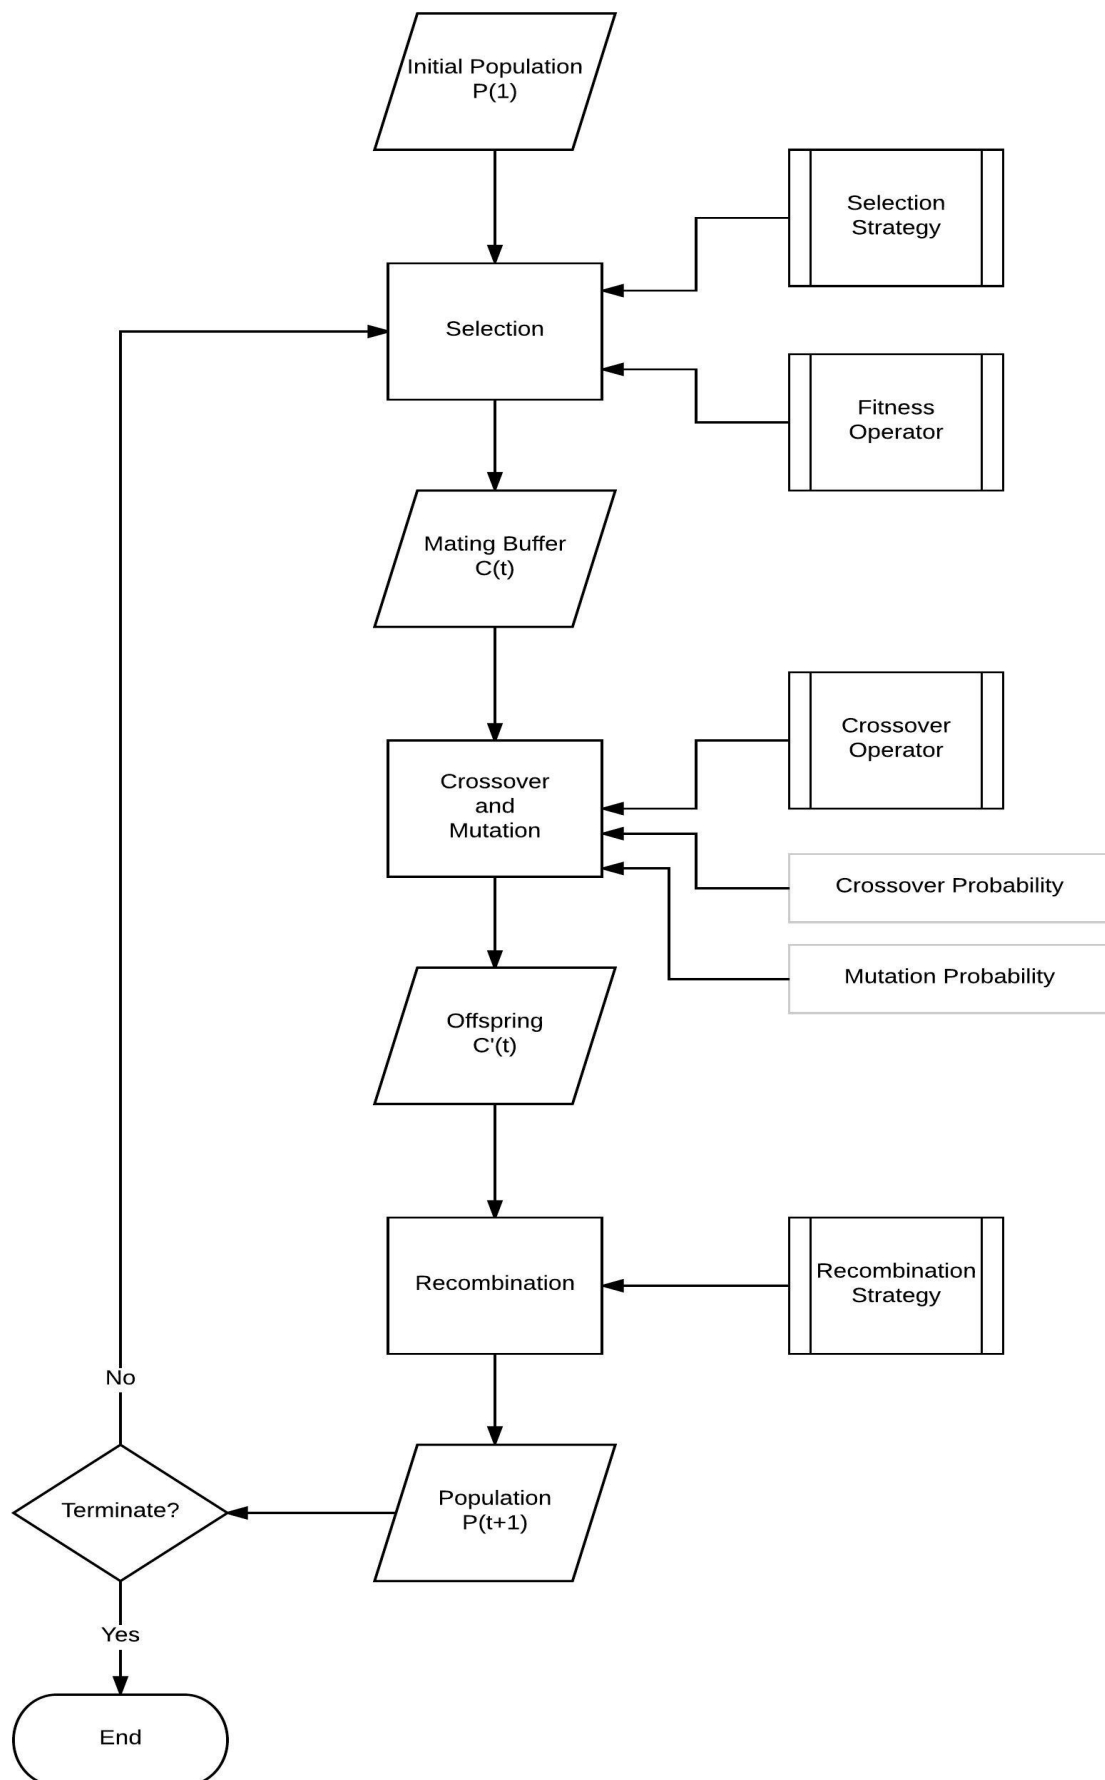 Initial Population
P(1)
Selection
Strategy
Selection
Fitness
Operator
Mating Buffer
C(t)
Crossover
Operator
Crossover
and
Mutation
Crossover Probability
Mutation Probability
Offspring
C'(t)
Recombination
Recombination
Strategy
No
Terminate?
Population
P(t+1)
Yes
End